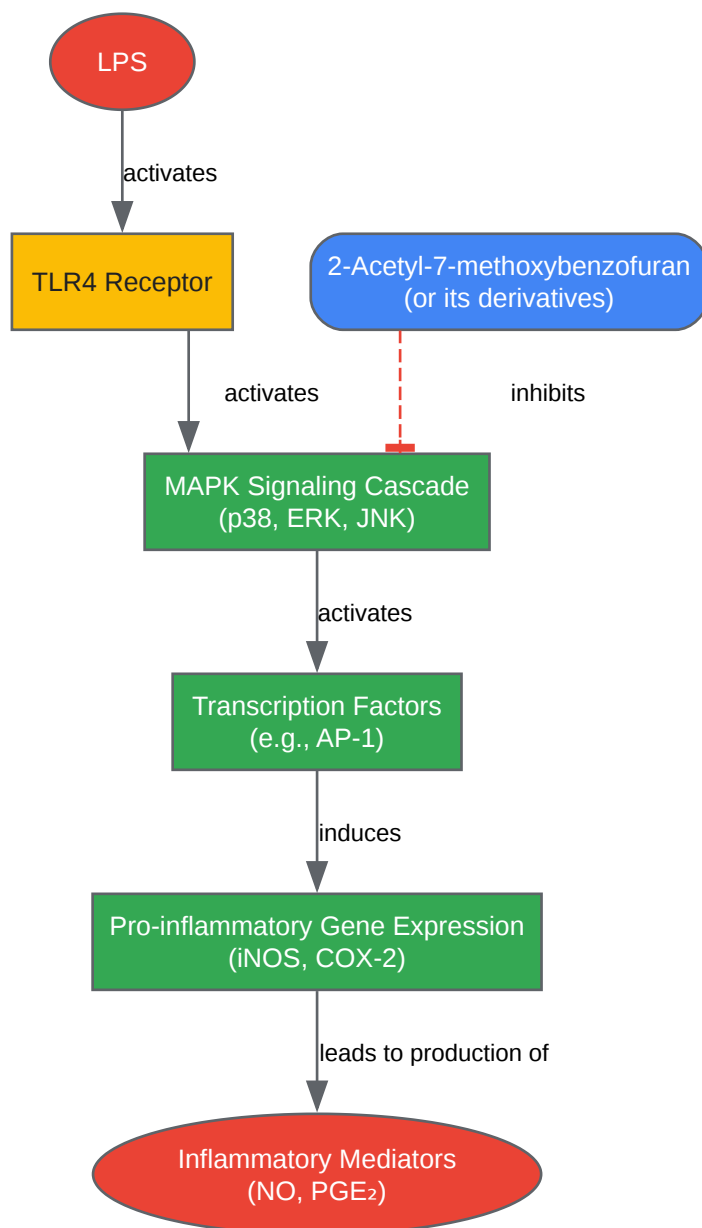 LPS
activates
TLR4 Receptor
2-Acetyl-7-methoxybenzofuran
(or its derivatives)
activates
inhibits
MAPK Signaling Cascade
(p38, ERK, JNK)
activates
Transcription Factors
(e.g., AP-1)
induces
Pro-inflammatory Gene Expression
(iNOS, COX-2)
leads to production of
Inflammatory Mediators
(NO, PGE₂)